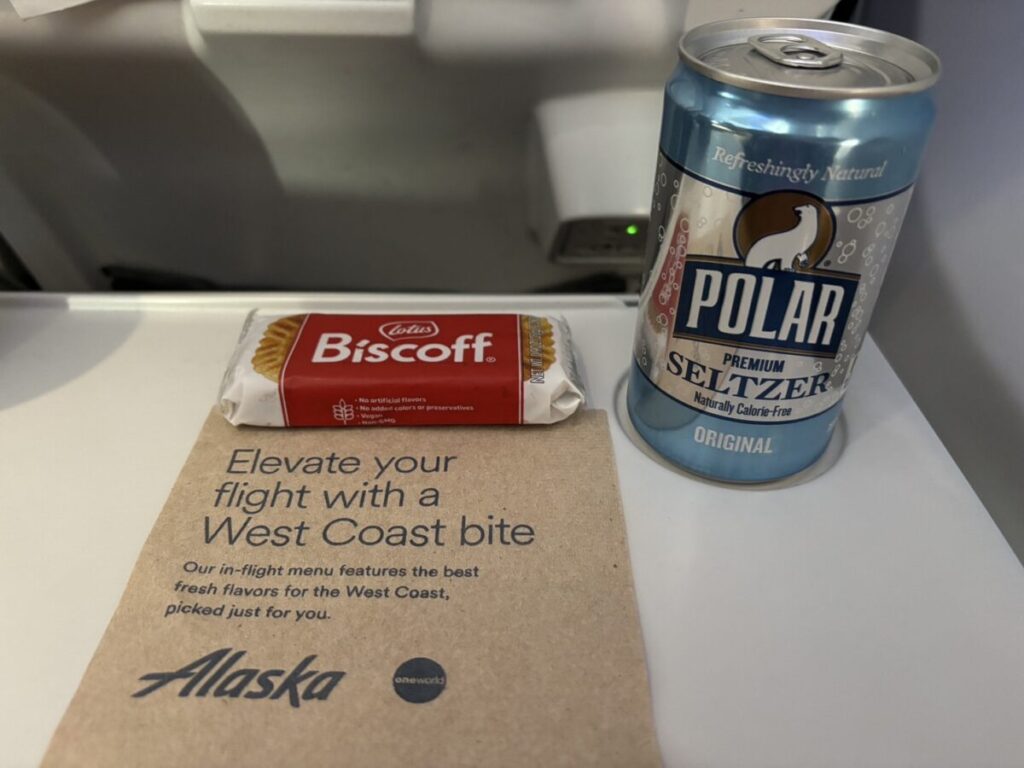 Refreshingly Natural
POLAR
PREMIUM
SELTZER
Naturally Calorie-Free
ORIGINAL
Lotus
Biscoff
• No artificial flavors
• No added colors or preservatives
• Vegan
• Non-GMO
Elevate your
flight with a
West Coast bite
Our in-flight menu features the best
fresh flavors for the West Coast,
picked just for you.
Alaska
oneworld